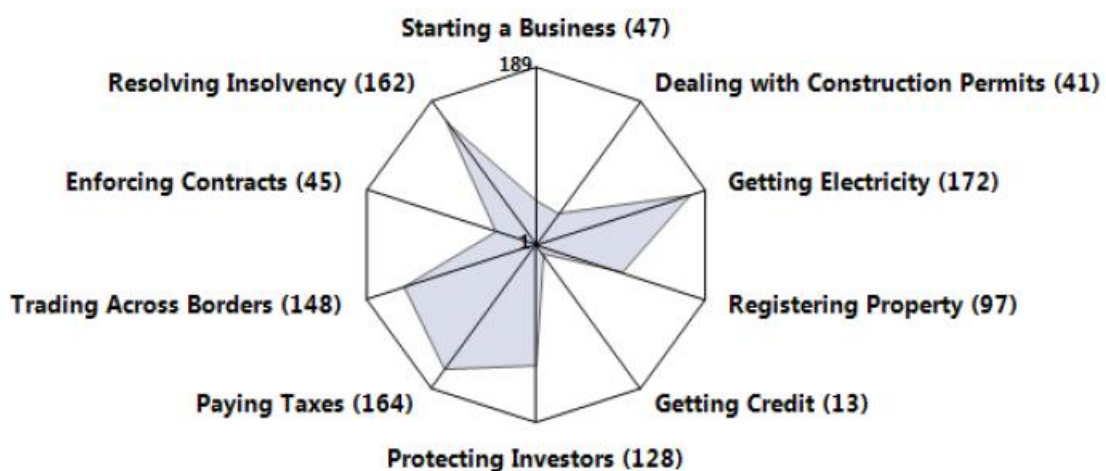 Starting a Business (47)
189
Resolving Insolvency (162)
Dealing with Construction Permits (41)
Enforcing Contracts (45)
Getting Electricity (172)
1
Trading Across Borders (148)
Registering Property (97)
Paying Taxes (164)
Getting Credit (13)
Protecting Investors (128)